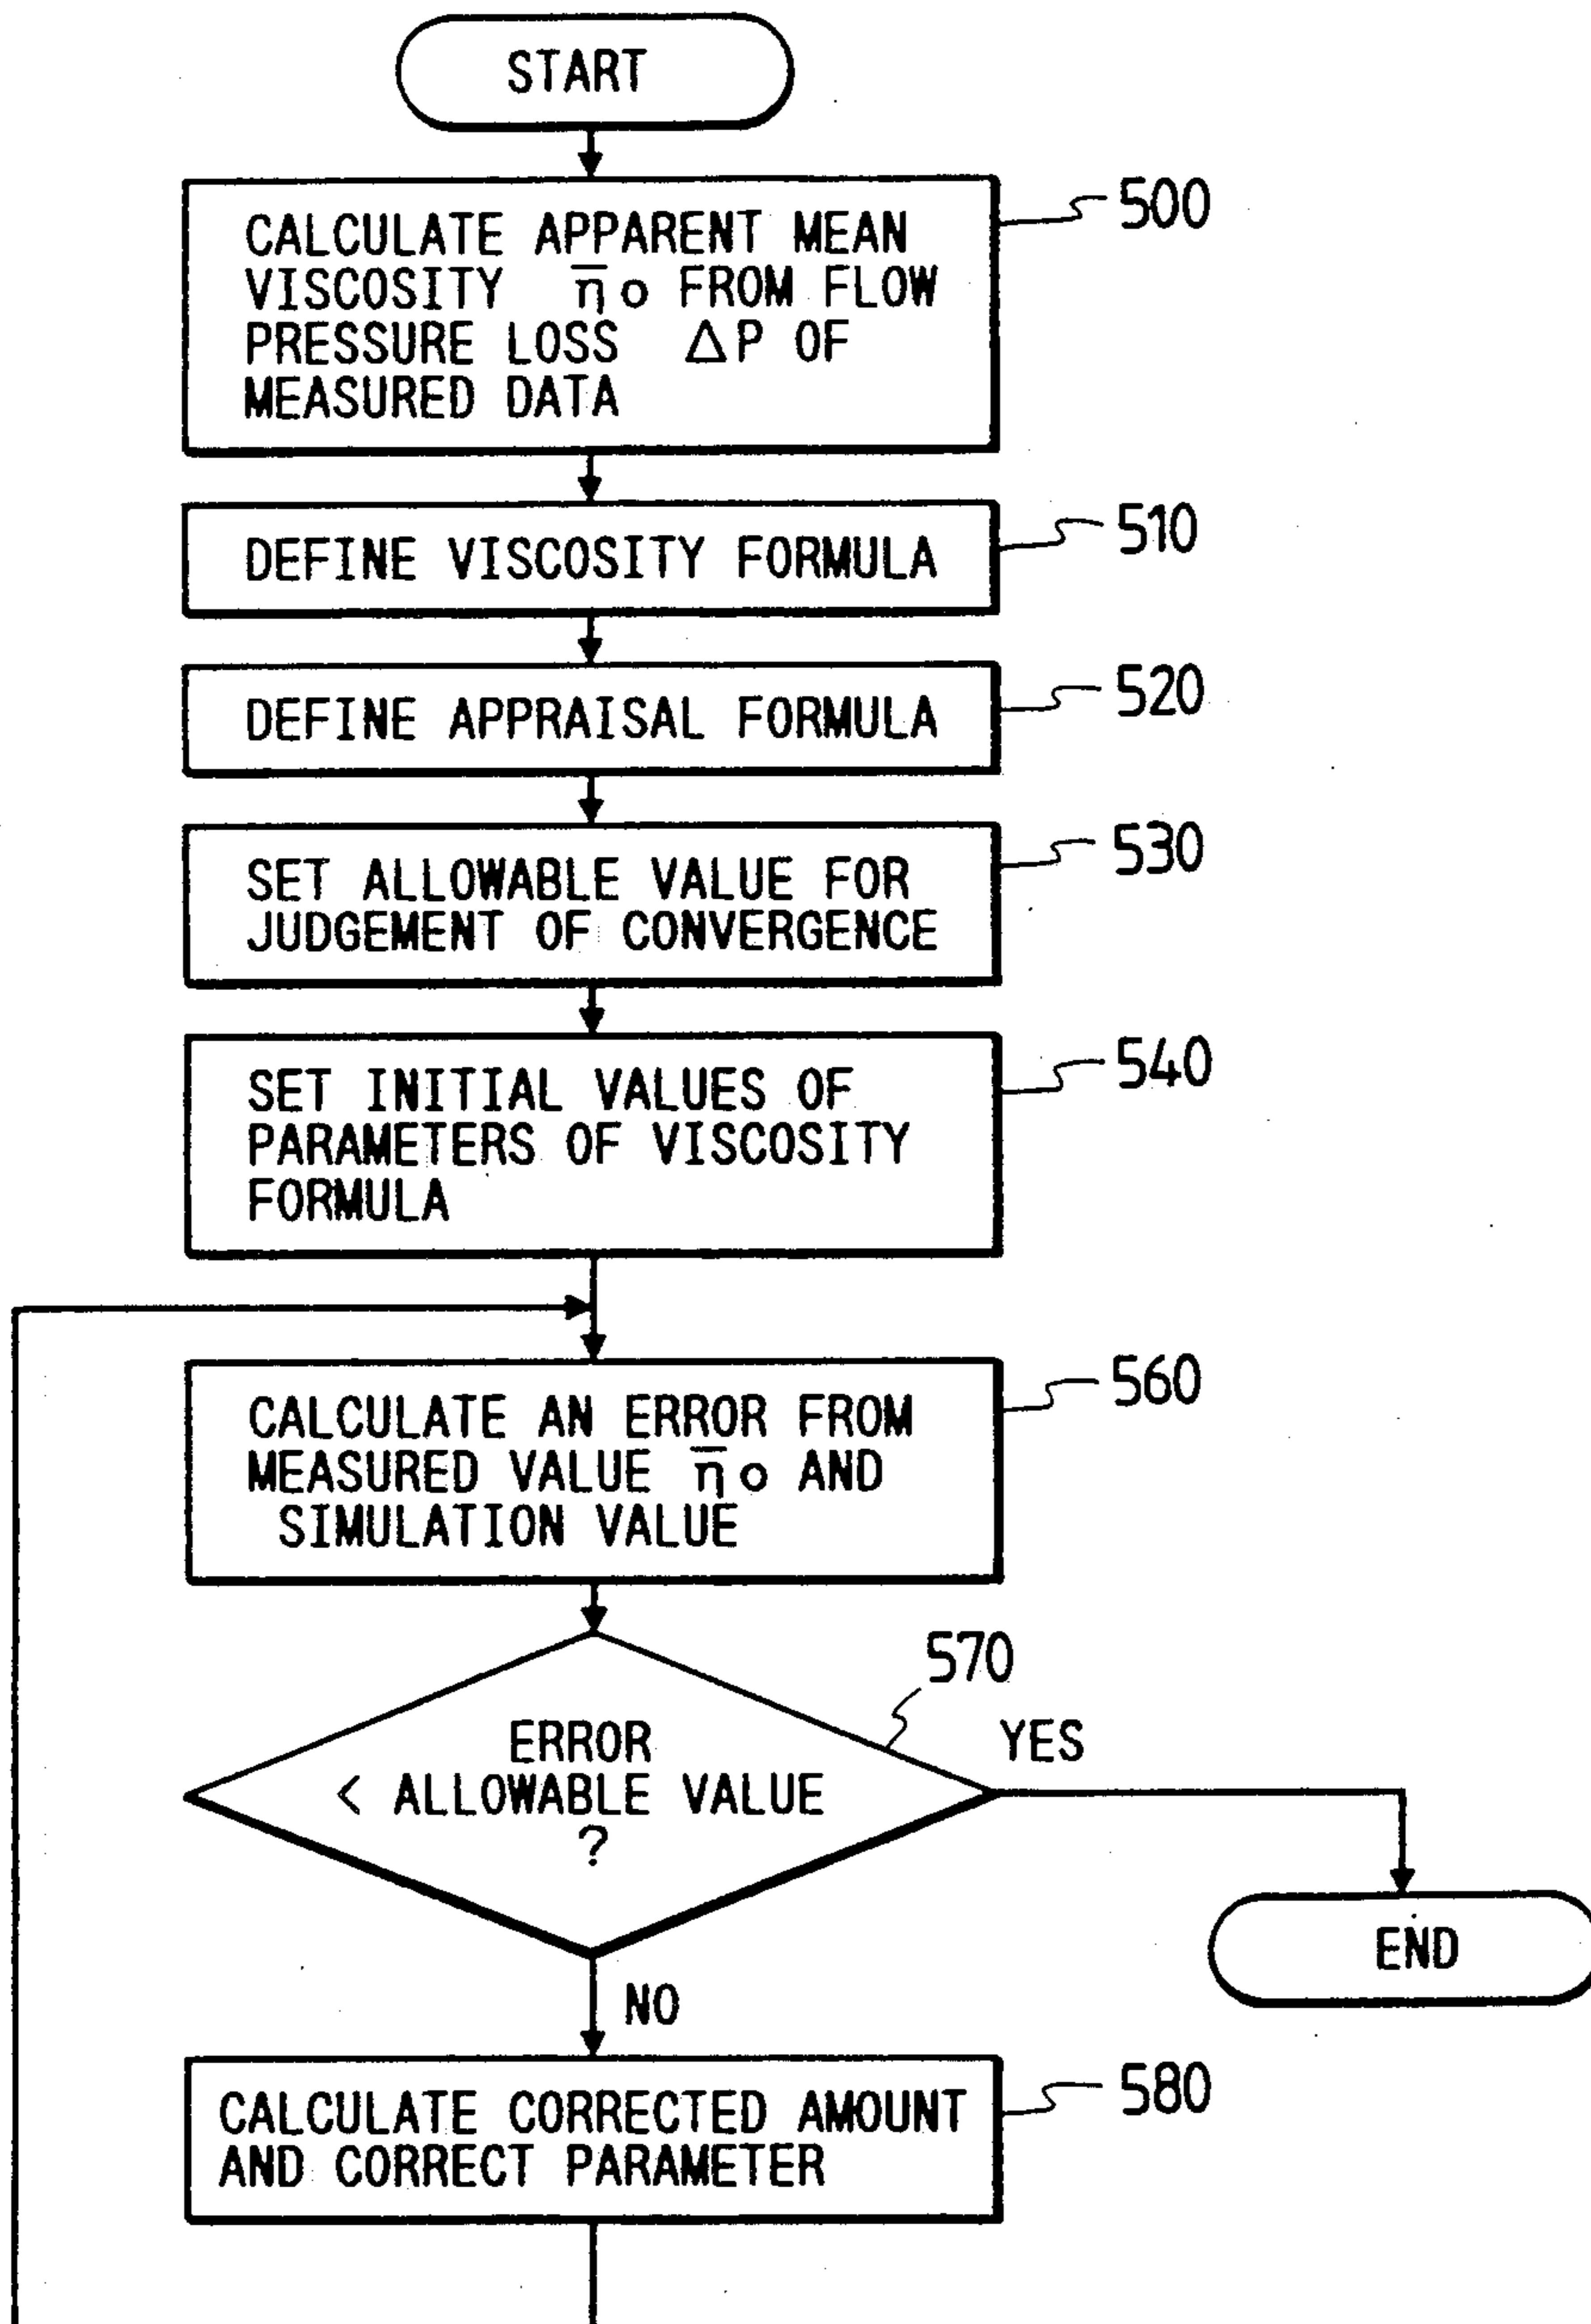 START
CALCULATE APPARENT MEAN
VISCOSITY η̅o FROM FLOW
PRESSURE LOSS ΔP OF
MEASURED DATA
500
DEFINE VISCOSITY FORMULA
510
DEFINE APPRAISAL FORMULA
520
SET ALLOWABLE VALUE FOR
JUDGEMENT OF CONVERGENCE
530
SET INITIAL VALUES OF
PARAMETERS OF VISCOSITY
FORMULA
540
CALCULATE AN ERROR FROM
MEASURED VALUE η̅o AND
SIMULATION VALUE
560
ERROR
< ALLOWABLE VALUE
?
570
YES
END
NO
CALCULATE CORRECTED AMOUNT
AND CORRECT PARAMETER
580